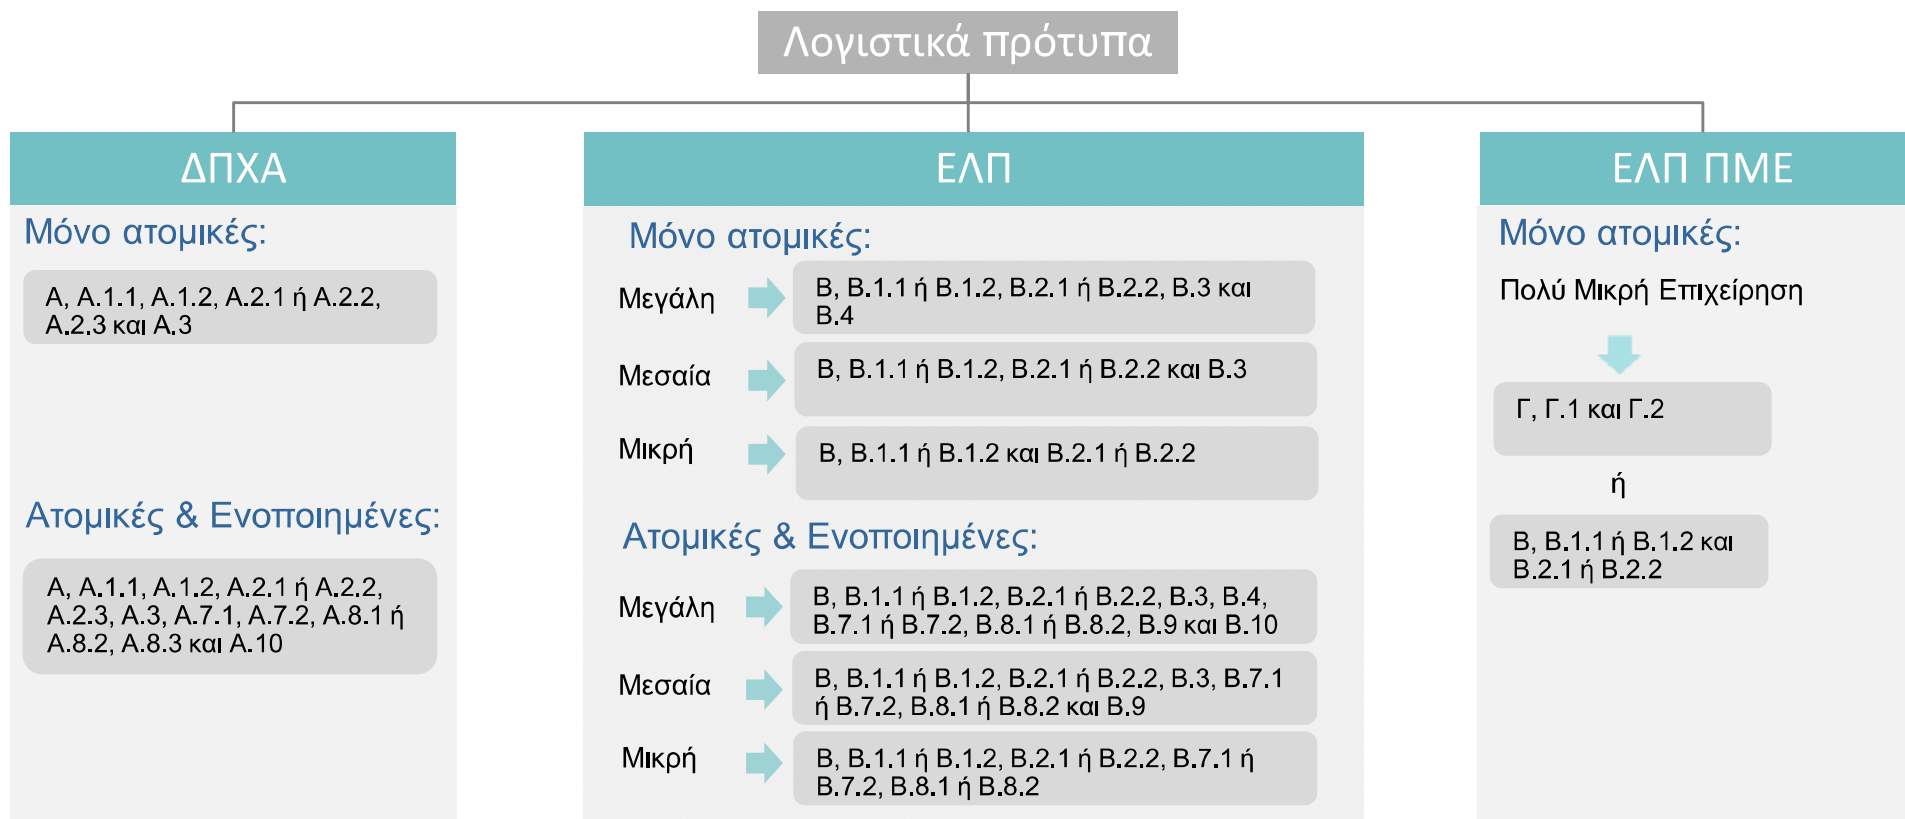 Λογιστικά πρότυπα
ΔΠΧΑ
Μόνο ατομικές:
Α, Α.1.1, Α.1.2, Α.2.1 ή Α.2.2,
Α.2.3 και Α.3
Ατομικές & Ενοποιημένες:
Α, Α.1.1, Α.1.2, Α.2.1 ή Α.2.2,
Α.2.3, Α.3, Α.7.1, Α.7.2, Α.8.1 ή
Α.8.2, Α.8.3 και Α.10
ΕΛΠ
Μόνο ατομικές:
Μεγάλη
Β, Β.1.1 ή Β.1.2, Β.2.1 ή Β.2.2, Β.3 και
Β.4
Μεσαία
Β, Β.1.1 ή Β.1.2, Β.2.1 ή Β.2.2 και Β.3
Μικρή
Β, Β.1.1 ή Β.1.2 και Β.2.1 ή Β.2.2
Ατομικές & Ενοποιημένες:
Μεγάλη
Β, Β.1.1 ή Β.1.2, Β.2.1 ή Β.2.2, Β.3, Β.4,
Β.7.1 ή Β.7.2, Β.8.1 ή Β.8.2, Β.9 και Β.10
Μεσαία
Β, Β.1.1 ή Β.1.2, Β.2.1 ή Β.2.2, Β.3, Β.7.1
ή Β.7.2, Β.8.1 ή Β.8.2 και Β.9
Μικρή
Β, Β.1.1 ή Β.1.2, Β.2.1 ή Β.2.2, Β.7.1 ή
Β.7.2, Β.8.1 ή Β.8.2
ΕΛΠ ΠΜΕ
Μόνο ατομικές:
Πολύ Μικρή Επιχείρηση
Γ, Γ.1 και Γ.2
ή
Β, Β.1.1 ή Β.1.2 και
Β.2.1 ή Β.2.2